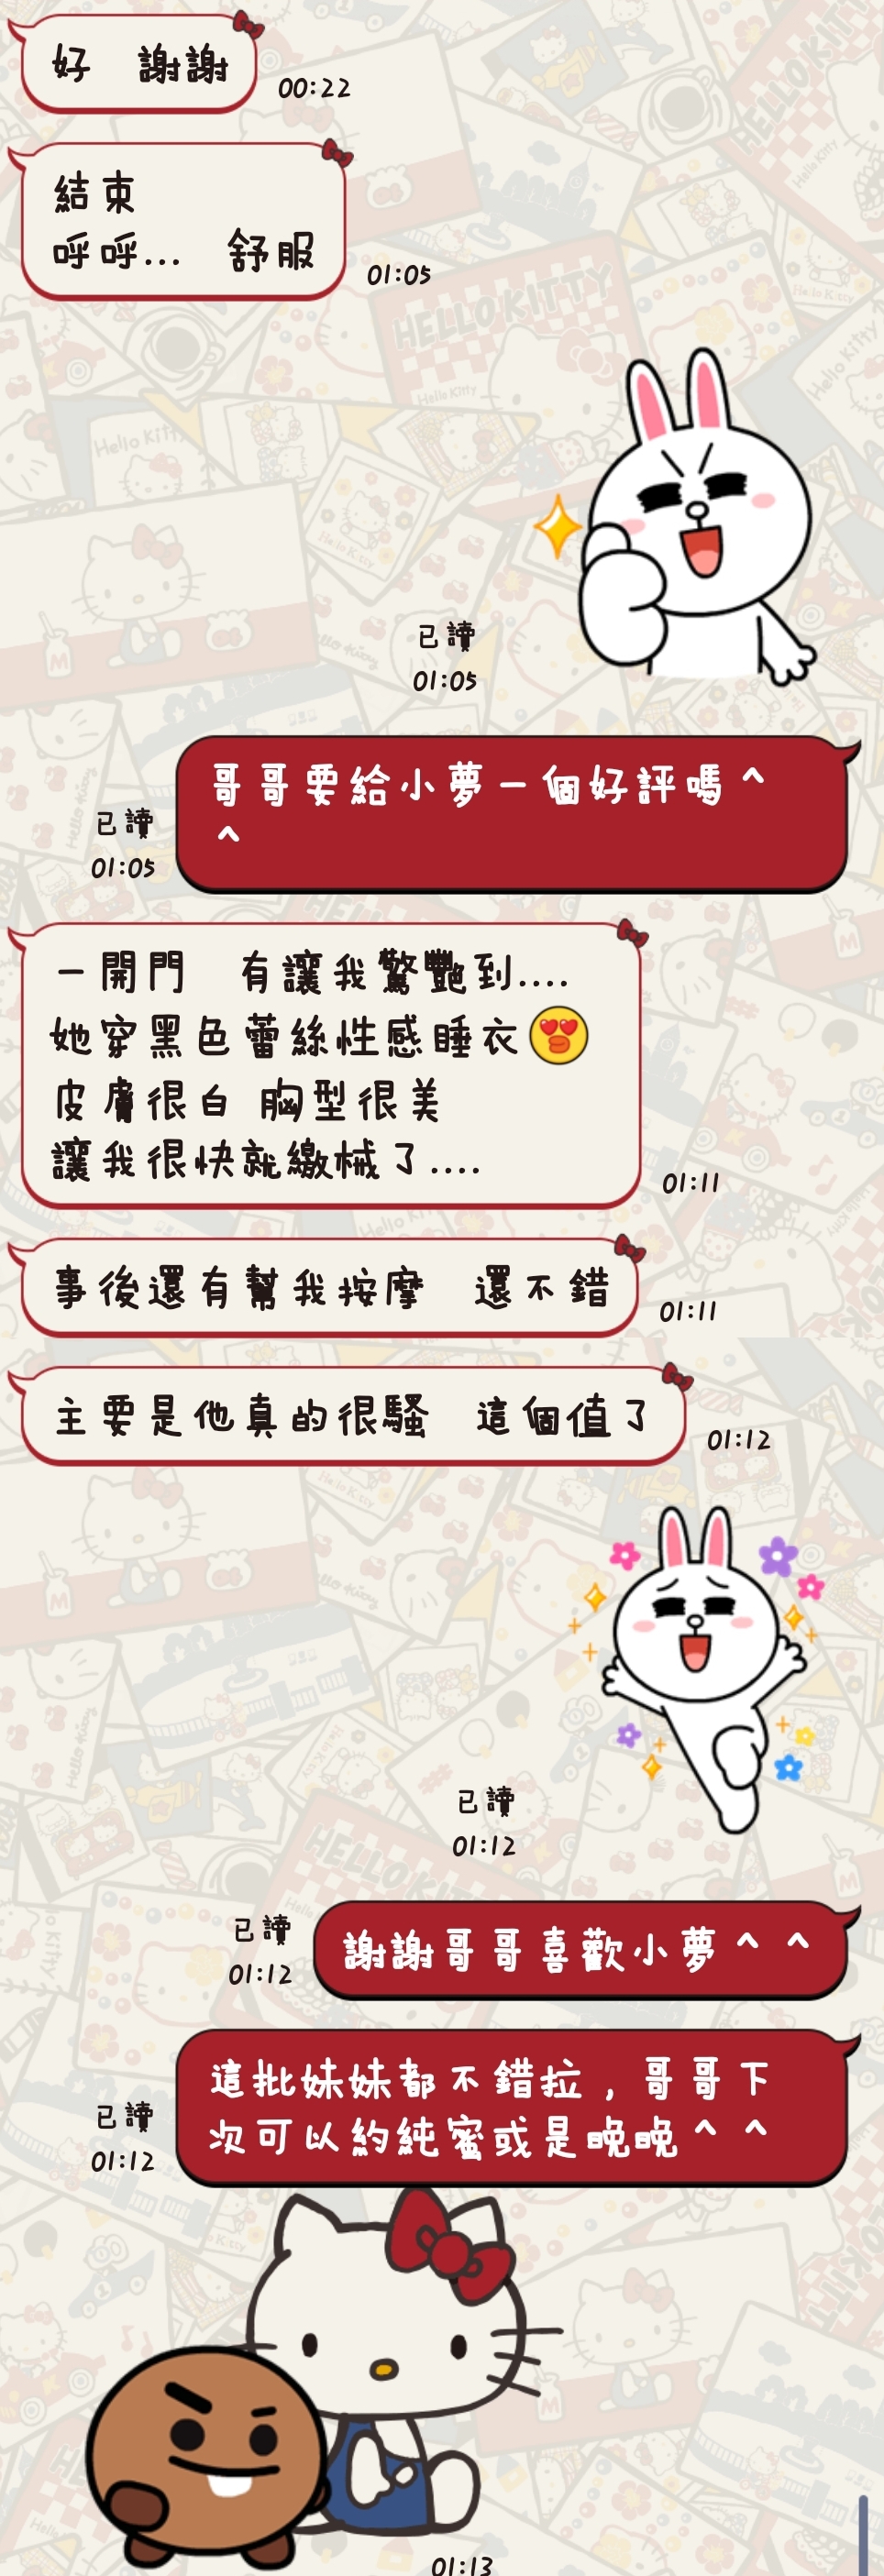 好 謝謝
00:22
結束
呼呼... 舒服
01:05
已讀
01:05
哥哥要給小夢一個好評嗎^
^
已讀
01:05
一開門 有讓我驚艷到....
她穿黑色蕾絲性感睡衣😍
皮膚很白 胸型很美
讓我很快就繳械了....
01:11
事後還有幫我按摩 還不錯
01:11
主要是他真的很騷 這個值了
01:12
已讀
01:12
謝謝哥哥喜歡小夢^ ^
已讀
01:12
這批妹妹都不錯拉，哥哥下
次可以約純蜜或是晚晚^ ^
已讀
01:12
01:13
HELLO KITTY
Hello Kitty